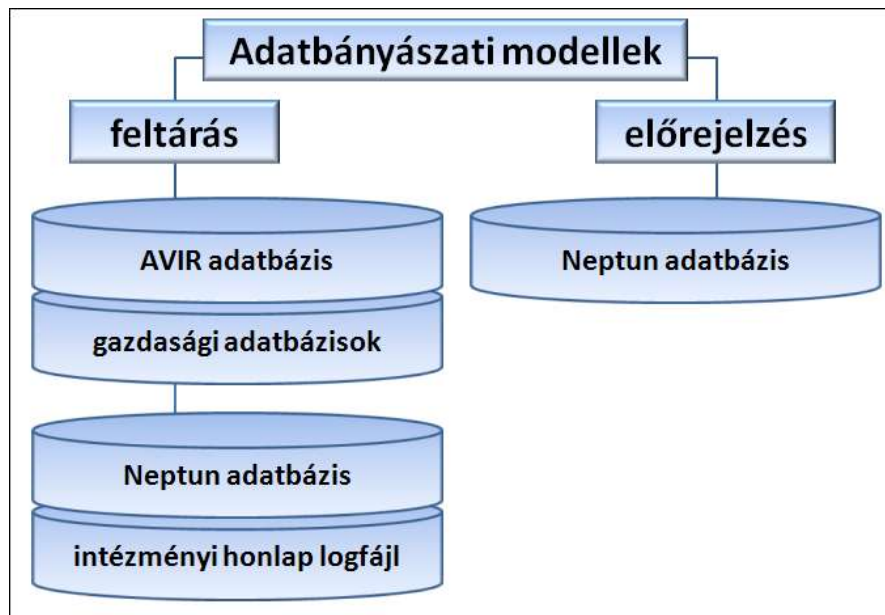 Adatbányászati modellek
feltárás
előrejelzés
AVIR adatbázis
gazdasági adatbázisok
Neptun adatbázis
intézményi honlap logfájl
Neptun adatbázis